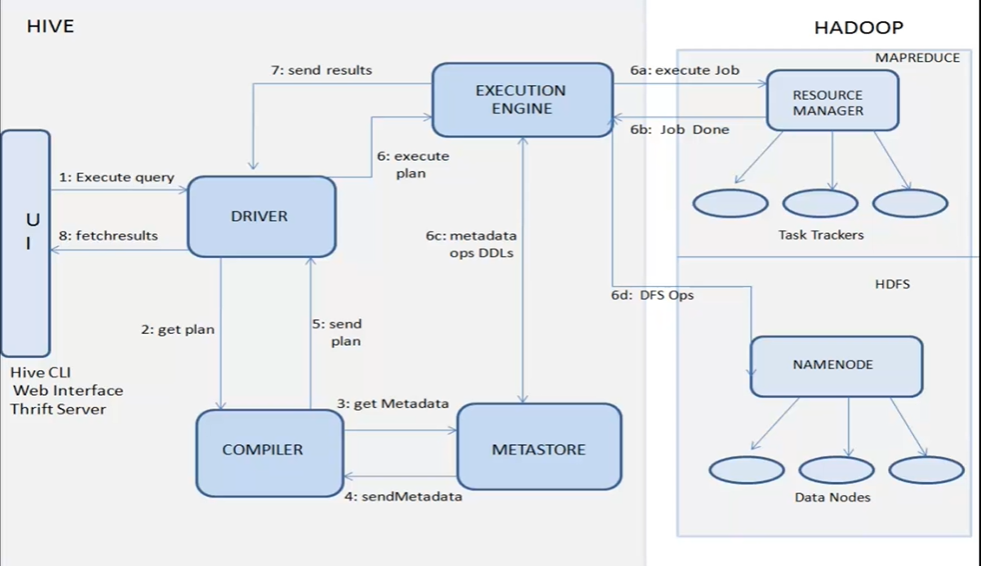 HIVE
HADOOP
MAPREDUCE
7: send results
EXECUTION
ENGINE
6a: execute Job
RESOURCE
MANAGER
6b: Job Done
6: execute
plan
1: Execute query
U
I
DRIVER
8: fetchresults
6c: metadata
ops DDLs
Task Trackers
HDFS
6d: DFS Ops
2: get plan
5: send
plan
NAMENODE
Hive CLI
Web Interface
Thrift Server
3: get Metadata
COMPILER
METASTORE
4: sendMetadata
Data Nodes